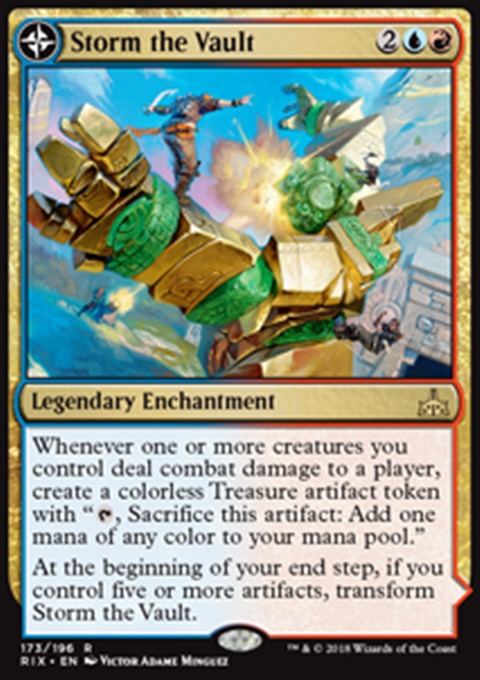 Storm the Vault 2
Legendary Enchantment
Whenever one or more creatures you
control deal combat damage to a player,
create a colorless Treasure artifact token
with “ , Sacrifice this artifact: Add one
mana of any color to your mana pool.”
At the beginning of your end step, if you
control five or more artifacts, transform
Storm the Vault.
173/196 R
RIX • EN Victor Adame Minguez
™ & © 2018 Wizards of the Coast